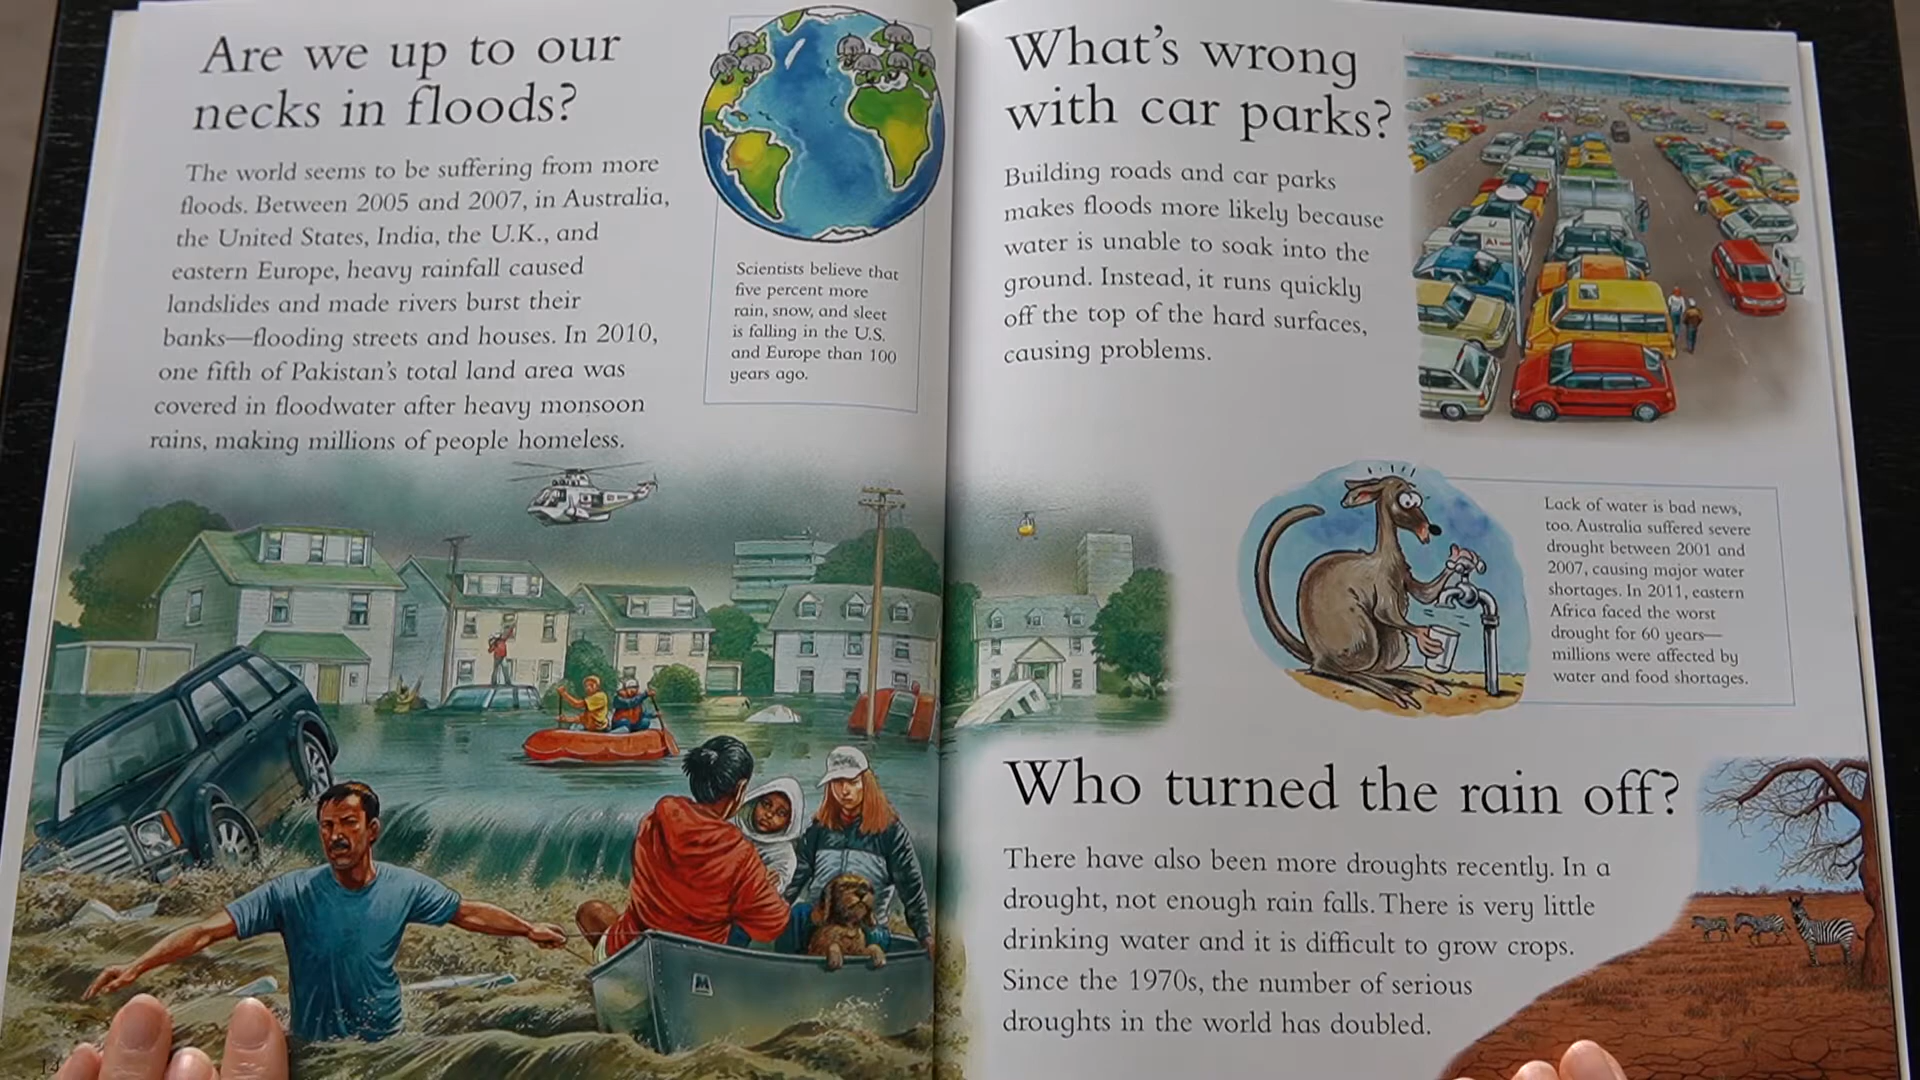 Are we up to our
necks in floods?
The world seems to be suffering from more
floods. Between 2005 and 2007, in Australia,
the United States, India, the U.K., and
eastern Europe, heavy rainfall caused
landslides and made rivers burst their
banks—flooding streets and houses. In 2010,
one fifth of Pakistan's total land area was
covered in floodwater after heavy monsoon
rains, making millions of people homeless.
Scientists believe that
five percent more
rain, snow, and sleet
is falling in the U.S.
and Europe than 100
years ago.
What's wrong
with car parks?
Building roads and car parks
makes floods more likely because
water is unable to soak into the
ground. Instead, it runs quickly
off the top of the hard surfaces,
causing problems.
Lack of water is bad news,
too. Australia suffered severe
drought between 2001 and
2007, causing major water
shortages. In 2011, eastern
Africa faced the worst
drought for 60 years—
millions were affected by
water and food shortages.
Who turned the rain off?
There have also been more droughts recently. In a
drought, not enough rain falls. There is very little
drinking water and it is difficult to grow crops.
Since the 1970s, the number of serious
droughts in the world has doubled.